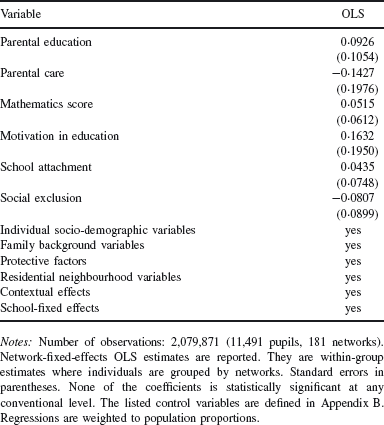 Variable OLS
Parental education 0·0926
(0·1054)
Parental care −0·1427
(0·1976)
Mathematics score 0·0515
(0·0612)
Motivation in education 0·1632
(0·1950)
School attachment 0·0435
(0·0748)
Social exclusion −0·0807
(0·0899)
Individual socio-demographic variables yes
Family background variables yes
Protective factors yes
Residential neighbourhood variables yes
Contextual effects yes
School-fixed effects yes
Notes: Number of observations: 2,079,871 (11,491 pupils, 181 networks).
Network-fixed-effects OLS estimates are reported. They are within-group
estimates where individuals are grouped by networks. Standard errors in
parentheses. None of the coefficients is statistically significant at any
conventional level. The listed control variables are defined in Appendix B.
Regressions are weighted to population proportions.